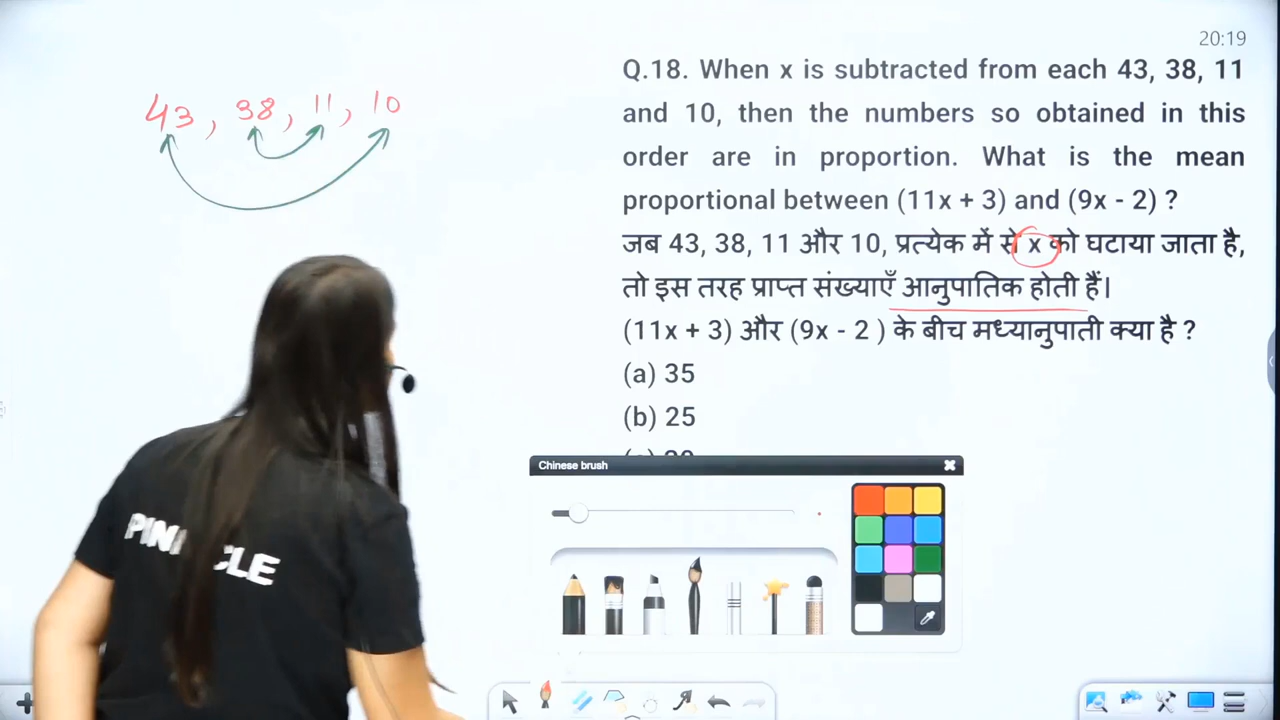 20:19
43, 38, 11, 10
Q.18. When x is subtracted from each 43, 38, 11
and 10, then the numbers so obtained in this
order are in proportion. What is the mean
proportional between (11x + 3) and (9x - 2) ?
जब 43, 38, 11 और 10, प्रत्येक में से x को घटाया जाता है,
तो इस तरह प्राप्त संख्याएँ आनुपातिक होती हैं।
(11x + 3) और (9x - 2 ) के बीच मध्यानुपाती क्या है ?
(a) 35
(b) 25
Chinese brush